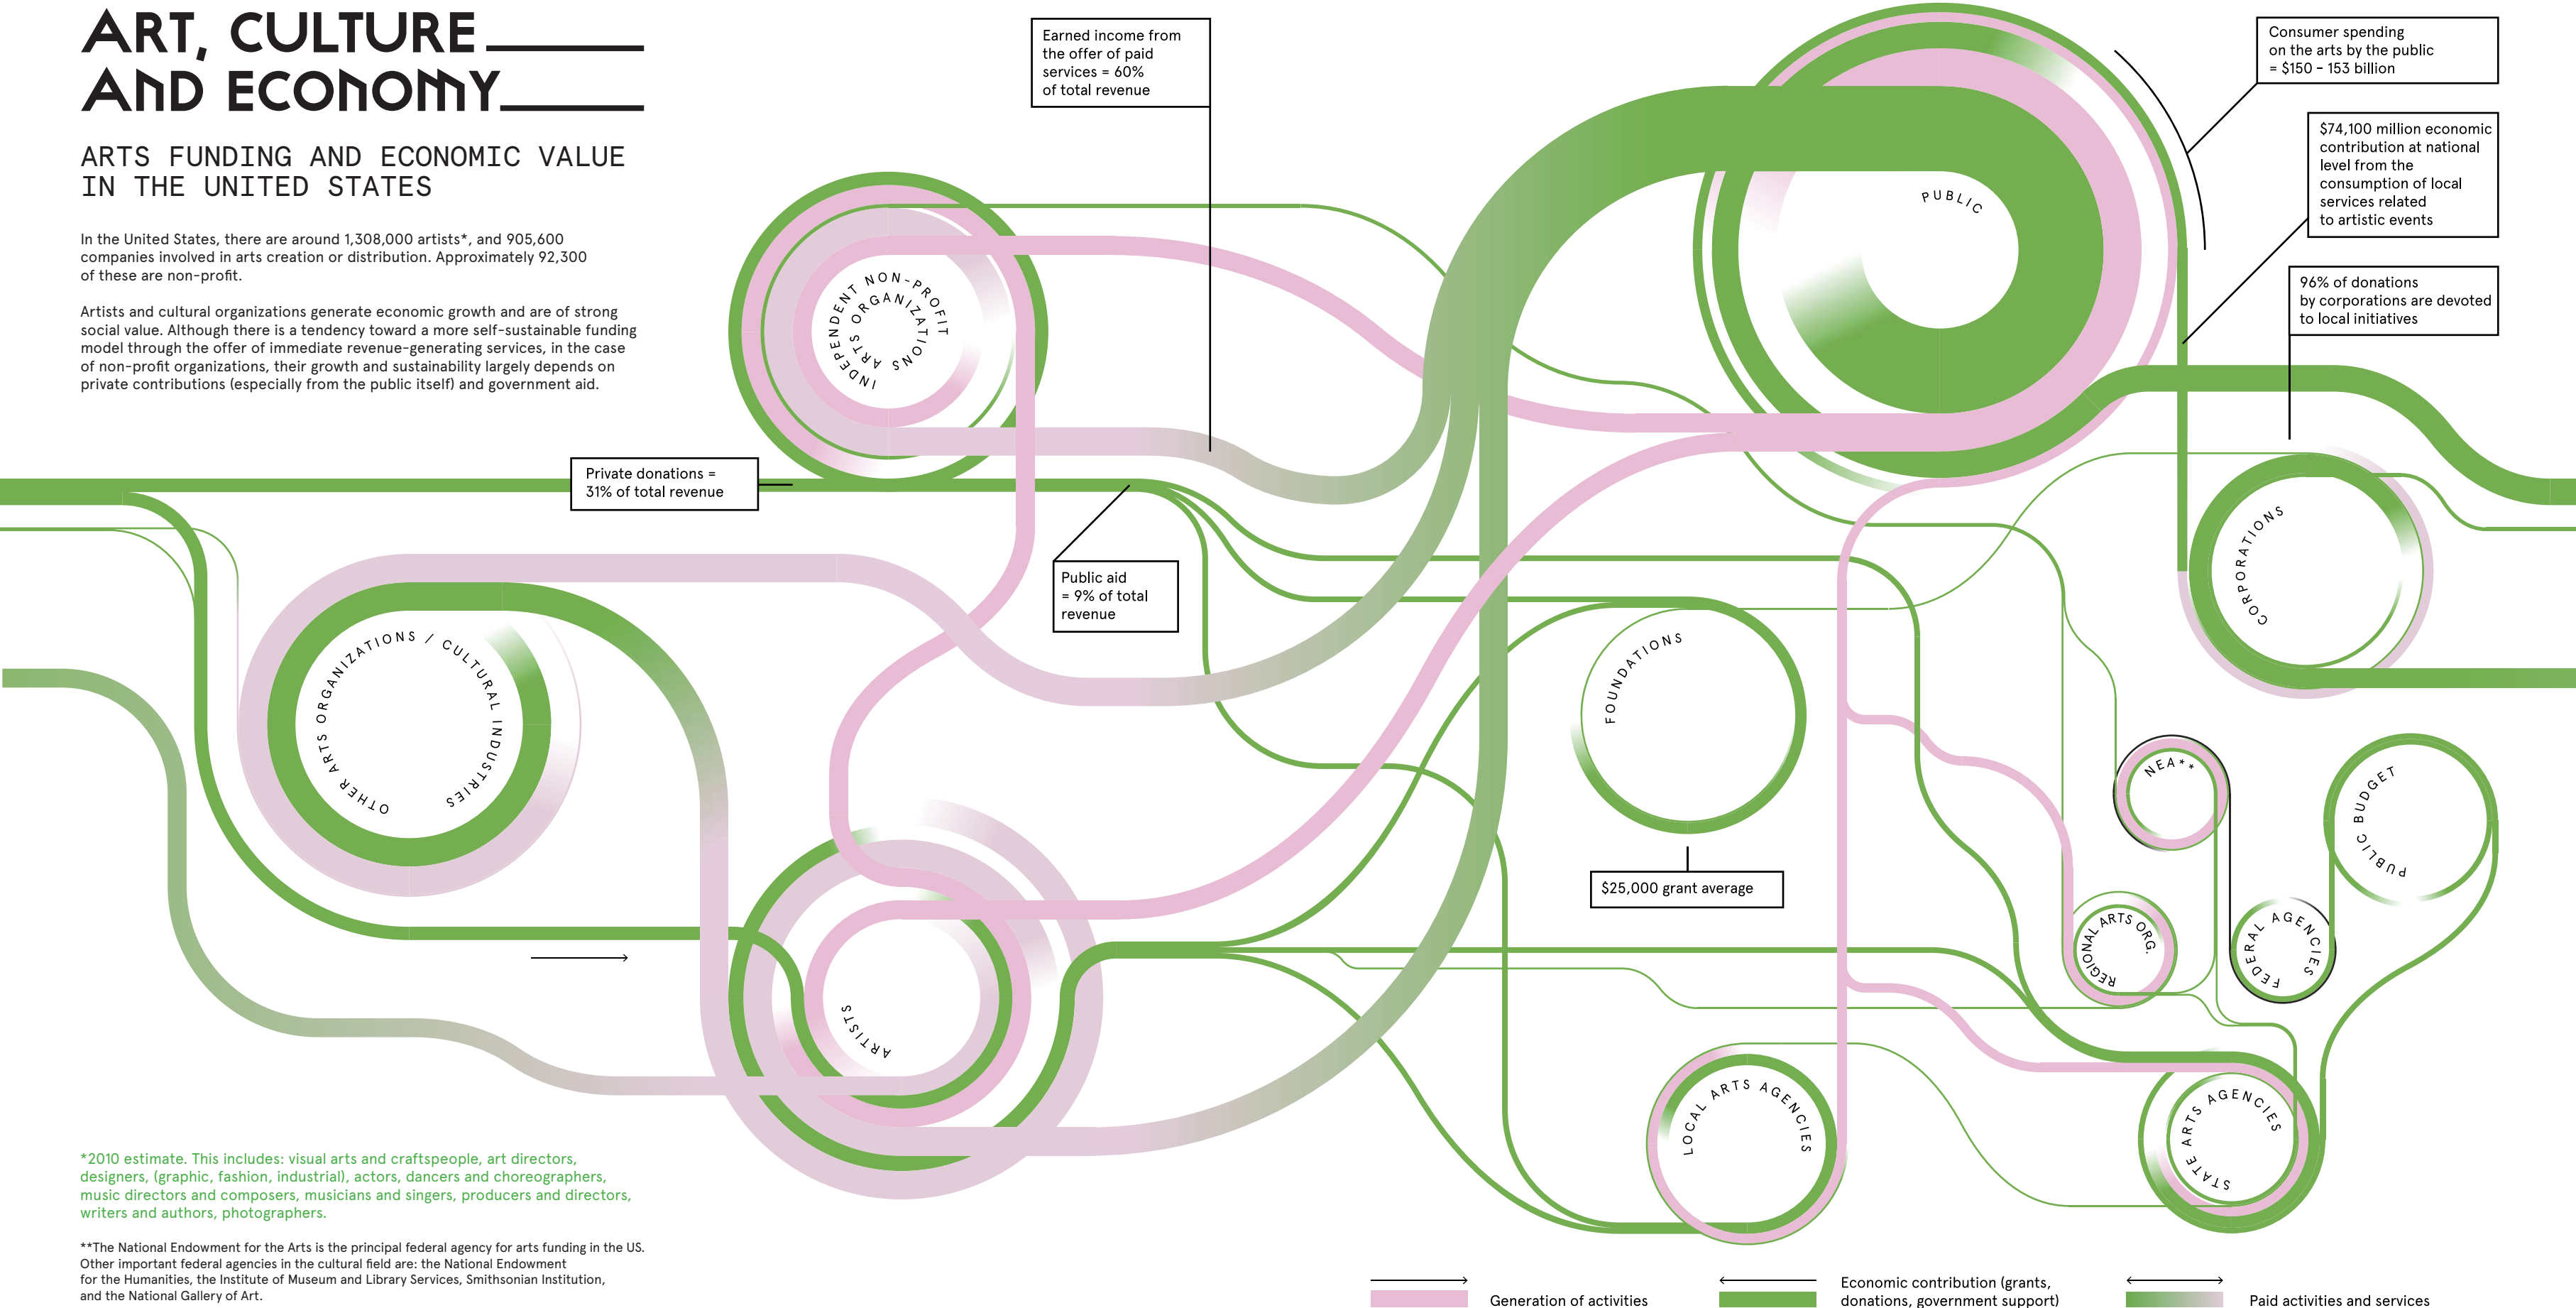 ART, CULTURE
AND ECONOMY
ARTS FUNDING AND ECONOMIC VALUE
IN THE UNITED STATES
In the United States, there are around 1,308,000 artists*, and 905,600
companies involved in arts creation or distribution. Approximately 92,300
of these are non-profit.
Artists and cultural organizations generate economic growth and are of strong
social value. Although there is a tendency toward a more self-sustainable funding
model through the offer of immediate revenue-generating services, in the case
of non-profit organizations, their growth and sustainability largely depends on
private contributions (especially from the public itself) and government aid.
Earned income from
the offer of paid
services = 60%
of total revenue
Consumer spending
on the arts by the public
= $150 - 153 billion
$74,100 million economic
contribution at national
level from the
consumption of local
services related
to artistic events
96% of donations
by corporations are devoted
to local initiatives
PUBLIC
INDEPENDENT NON-PROFIT
ARTS ORGANIZATIONS
Private donations =
31% of total revenue
Public aid
= 9% of total
revenue
CORPORATIONS
OTHER ARTS ORGANIZATIONS / CULTURAL INDUSTRIES
FOUNDATIONS
$25,000 grant average
NEA**
PUBLIC BUDGET
REGIONAL ARTS ORG.
FEDERAL AGENCIES
ARTISTS
LOCAL ARTS AGENCIES
STATE ARTS AGENCIES
*2010 estimate. This includes: visual arts and craftspeople, art directors,
designers, (graphic, fashion, industrial), actors, dancers and choreographers,
music directors and composers, musicians and singers, producers and directors,
writers and authors, photographers.
**The National Endowment for the Arts is the principal federal agency for arts funding in the US.
Other important federal agencies in the cultural field are: the National Endowment
for the Humanities, the Institute of Museum and Library Services, Smithsonian Institution,
and the National Gallery of Art.
Generation of activities
Economic contribution (grants,
donations, government support)
Paid activities and services